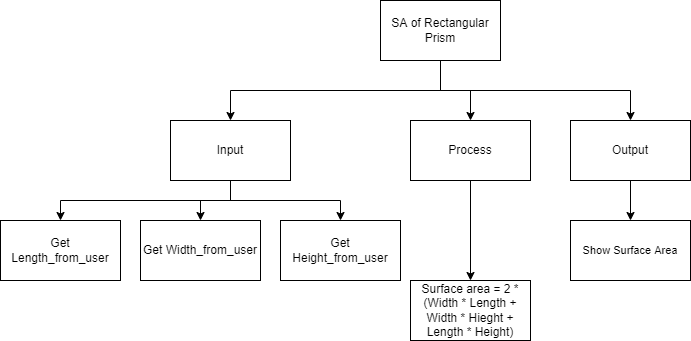 SA of Rectangular
Prism
Input
Process
Output
Get
Length_from_user
Get Width_from_user
Get
Height_from_user
Show Surface Area
Surface area = 2 *
(Width * Length +
Width * Hieght +
Length * Height)